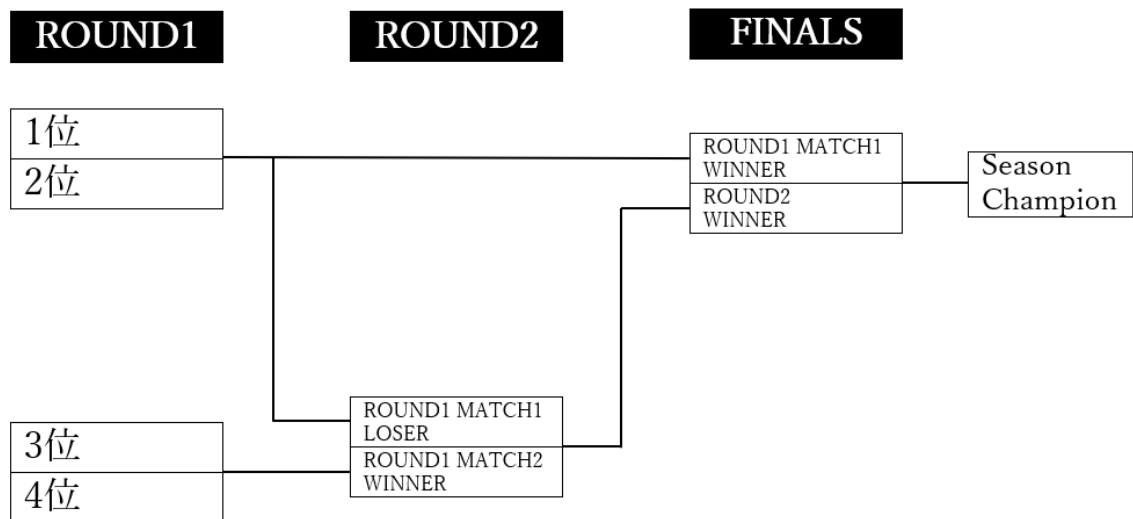 ROUND1
ROUND2
FINALS
1位
2位
ROUND1 MATCH1
WINNER
ROUND2
WINNER
Season
Champion
ROUND1 MATCH1
LOSER
ROUND1 MATCH2
WINNER
3位
4位